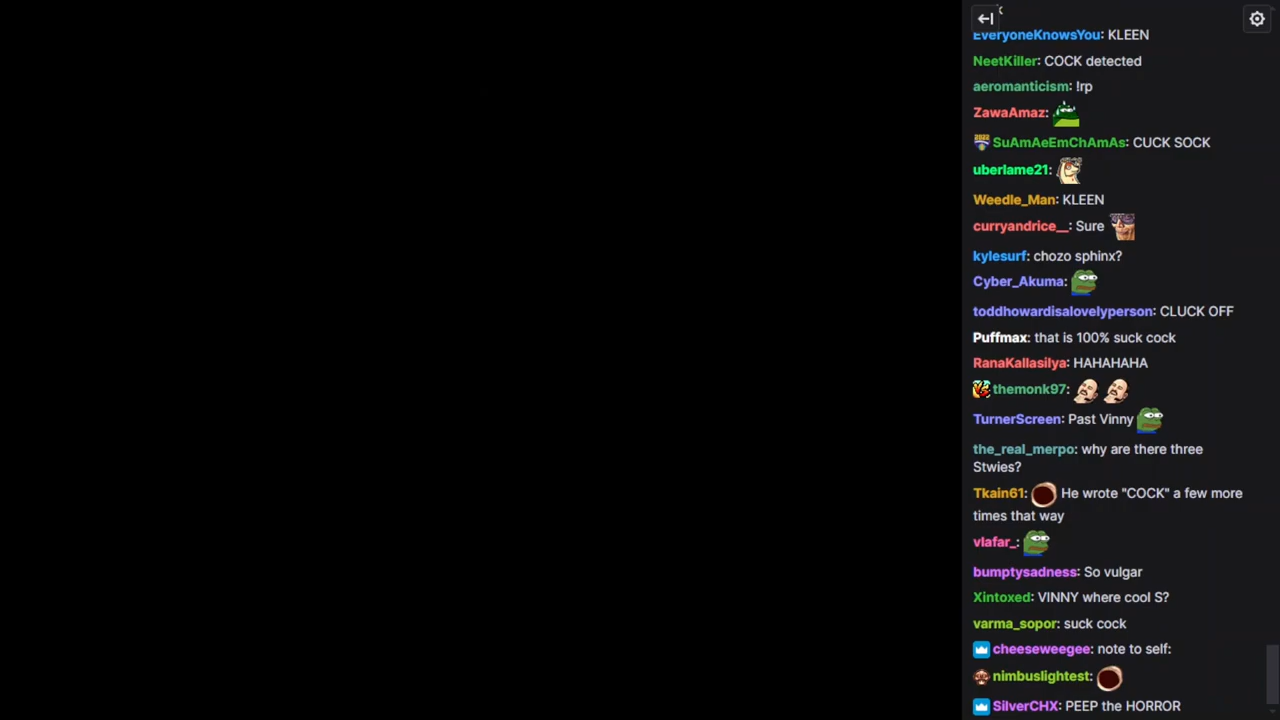 EveryoneKnowsYou: KLEEN
NeetKiller: COCK detected
aeromanticism: !rp
ZawaAmaz:
SuAmAeEmChAmAs: CUCK SOCK
uberlame21:
Weedle_Man: KLEEN
curryandrice__: Sure
kylesurf: chozo sphinx?
Cyber_Akuma:
toddhowardisalovelyperson: CLUCK OFF
Puffmax: that is 100% suck cock
RanaKallasilya: HAHAHAHA
themonk97:
TurnerScreen: Past Vinny
the_real_merpo: why are there three
Stwies?
Tkain61: He wrote "COCK" a few more
times that way
vlafar_:
bumptysadness: So vulgar
Xintoxed: VINNY where cool S?
varma_sopor: suck cock
cheeseweegee: note to self:
nimbuslightest:
SilverCHX: PEEP the HORROR